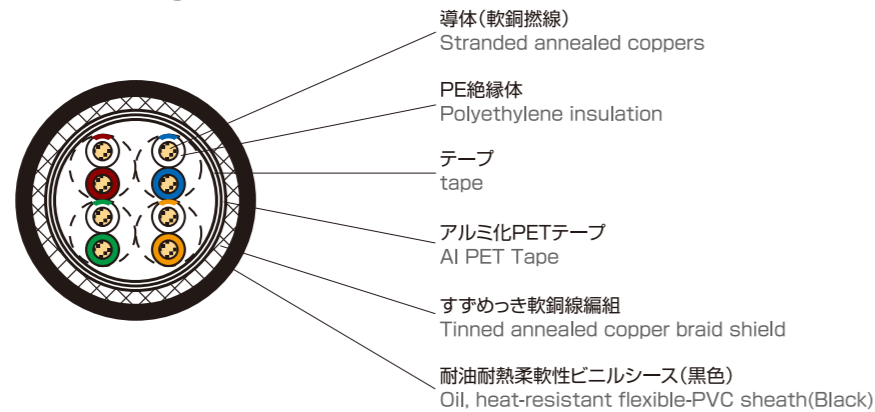 導体（軟銅撚線）
Stranded annealed coppers
PE絶縁体
Polyethylene insulation
テープ
tape
アルミ化PETテープ
Al PET Tape
すずめっき軟銅線編組
Tinned annealed copper braid shield
耐油耐熱柔軟性ビニルシース（黒色）
Oil, heat-resistant flexible-PVC sheath(Black)